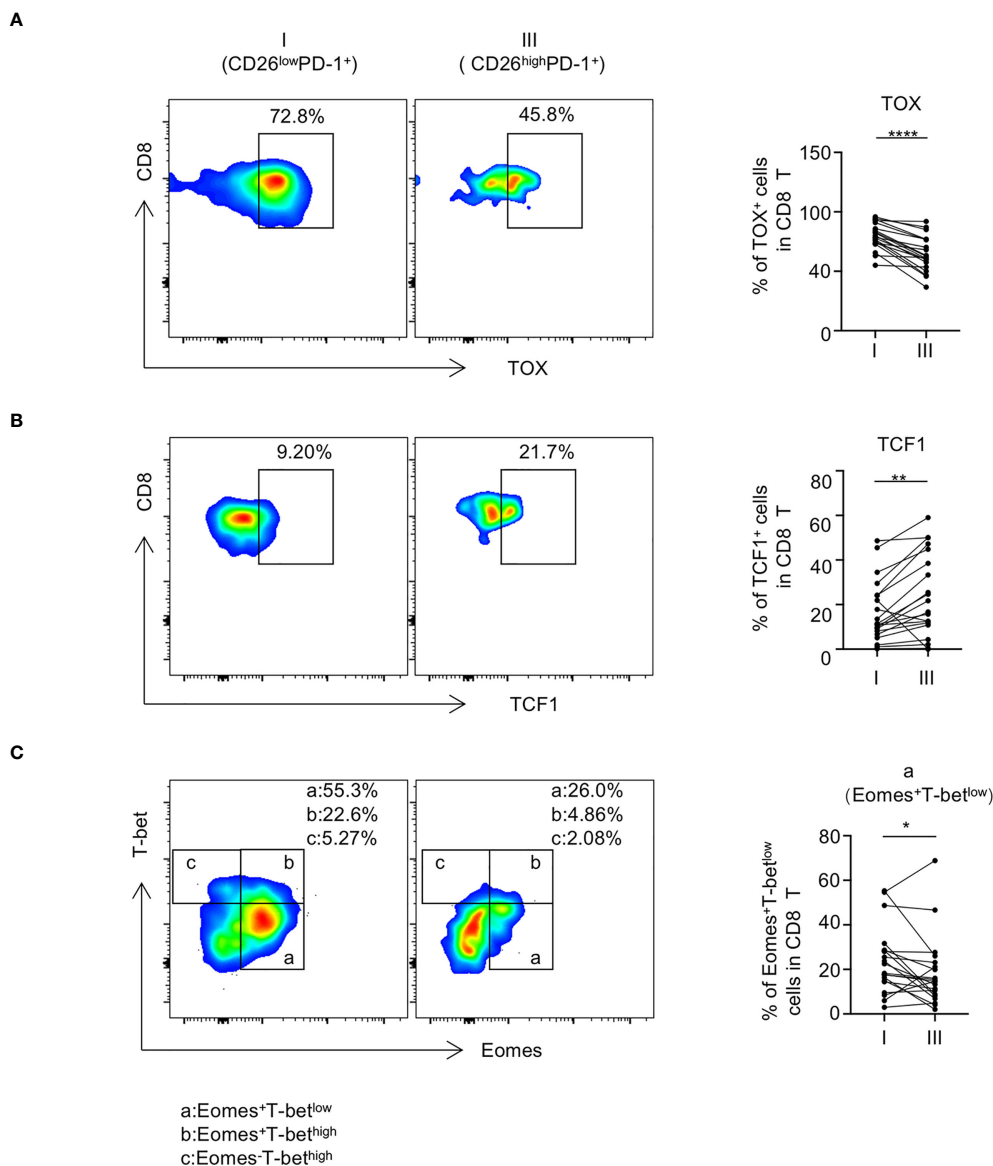 A
I
(CD26lowPD-1+)
III
( CD26highPD-1+)
72.8%
45.8%
CD8
TOX
TOX
****
% of TOX+ cells
in CD8 T
150
100
40
0
I
III
B
9.20%
21.7%
CD8
TCF1
TCF1
**
% of TCF1+ cells
in CD8 T
80
60
40
20
0
I
III
C
a:55.3%
b:22.6%
c:5.27%
c
b
a
a:26.0%
b:4.86%
c:2.08%
c
b
a
T-bet
Eomes
a
(Eomes+T-betlow)
*
% of Eomes+T-betlow
cells in CD8 T
80
60
40
20
0
I
III
a:Eomes+T-betlow
b:Eomes+T-bethigh
c:Eomes-T-bethigh